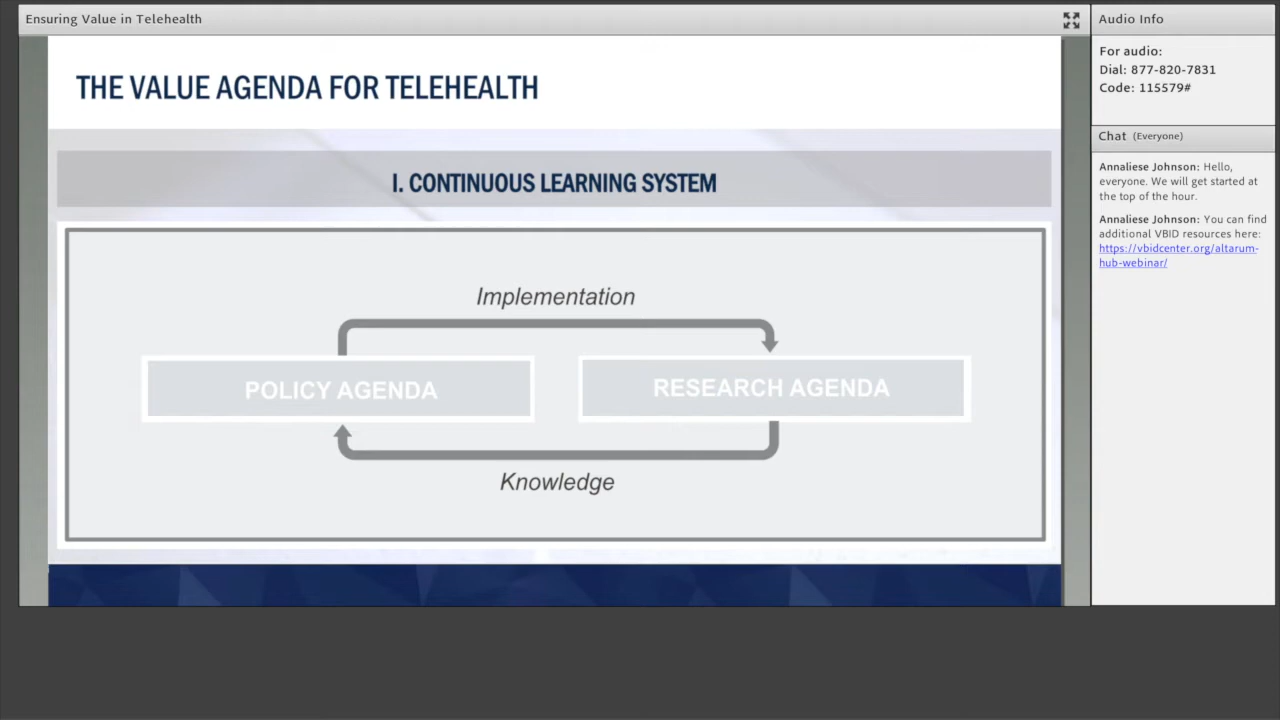 Ensuring Value in Telehealth
THE VALUE AGENDA FOR TELEHEALTH
I. CONTINUOUS LEARNING SYSTEM
Implementation
POLICY AGENDA
RESEARCH AGENDA
Knowledge
Audio Info
For audio:
Dial: 877-820-7831
Code: 115579#
Chat (Everyone)
Annaliese Johnson: Hello,
everyone. We will get started at
the top of the hour.
Annaliese Johnson: You can find
additional VBID resources here:
https://vbidcenter.org/altarum-
hub-webinar/